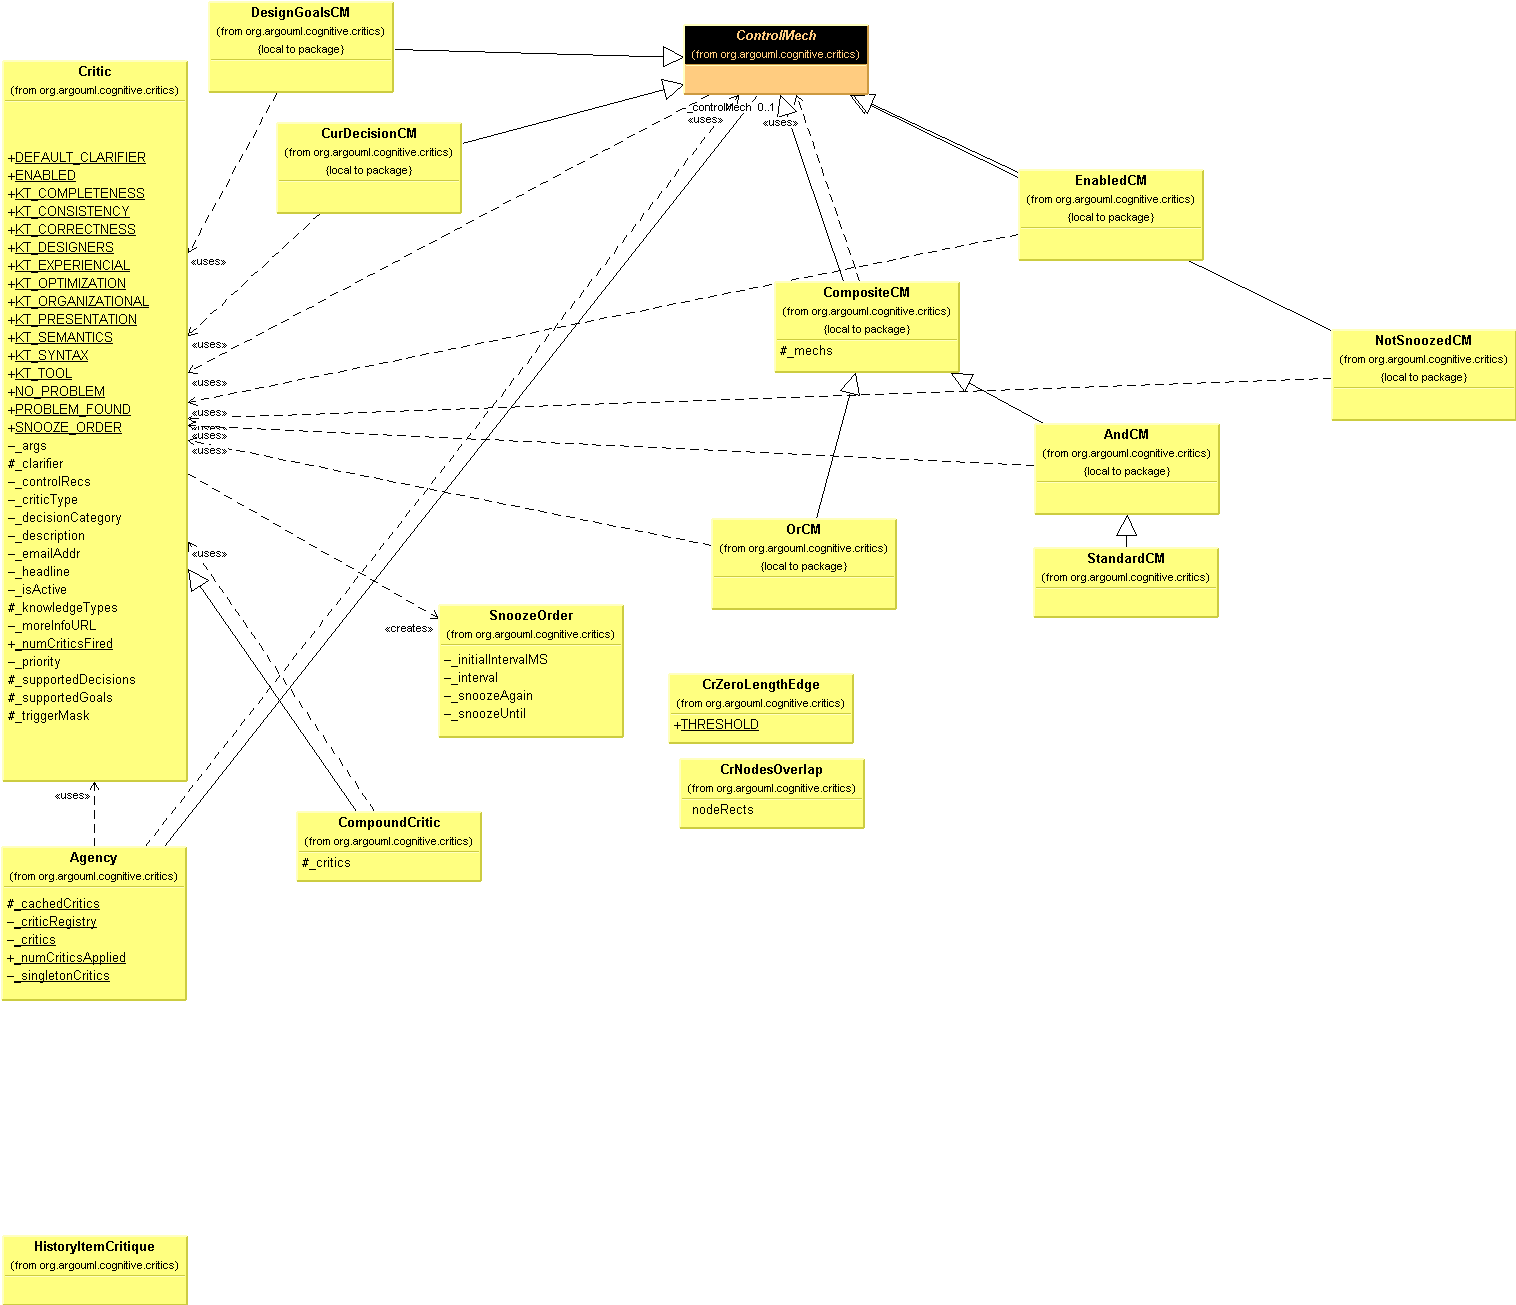 DesignGoalsCM
(from org.argouml.cognitive.critics)
{local to package}
ControlMech
(from org.argouml.cognitive.critics)
Critic
(from org.argouml.cognitive.critics)
+DEFAULT_CLARIFIER
+ENABLED
+KT_COMPLETENESS
+KT_CONSISTENCY
+KT_CORRECTNESS
+KT_DESIGNERS
+KT_EXPERIENCIAL
+KT_OPTIMIZATION
+KT_ORGANIZATIONAL
+KT_PRESENTATION
+KT_SEMANTICS
+KT_SYNTAX
+KT_TOOL
+NO_PROBLEM
+PROBLEM_FOUND
+SNOOZE_ORDER
–_args
#_clarifier
–_controlRecs
–_criticType
–_decisionCategory
–_description
–_emailAddr
–_headline
–_isActive
#_knowledgeTypes
–_moreInfoURL
+_numCriticsFired
–_priority
#_supportedDecisions
#_supportedGoals
#_triggerMask
CurDecisionCM
(from org.argouml.cognitive.critics)
{local to package}
_controlMech 0..1
«uses»
«uses»
EnabledCM
(from org.argouml.cognitive.critics)
{local to package}
«uses»
«uses»
«uses»
«uses»
«uses»
«uses»
CompositeCM
(from org.argouml.cognitive.critics)
{local to package}
#_mechs
NotSnoozedCM
(from org.argouml.cognitive.critics)
{local to package}
AndCM
(from org.argouml.cognitive.critics)
{local to package}
OrCM
(from org.argouml.cognitive.critics)
{local to package}
StandardCM
(from org.argouml.cognitive.critics)
«uses»
«creates»
SnoozeOrder
(from org.argouml.cognitive.critics)
–_initialIntervalMS
–_interval
–_snoozeAgain
–_snoozeUntil
CrZeroLengthEdge
(from org.argouml.cognitive.critics)
+THRESHOLD
CrNodesOverlap
(from org.argouml.cognitive.critics)
nodeRects
«uses»
CompoundCritic
(from org.argouml.cognitive.critics)
#_critics
Agency
(from org.argouml.cognitive.critics)
#_cachedCritics
–_criticRegistry
–_critics
+_numCriticsApplied
–_singletonCritics
HistoryItemCritique
(from org.argouml.cognitive.critics)